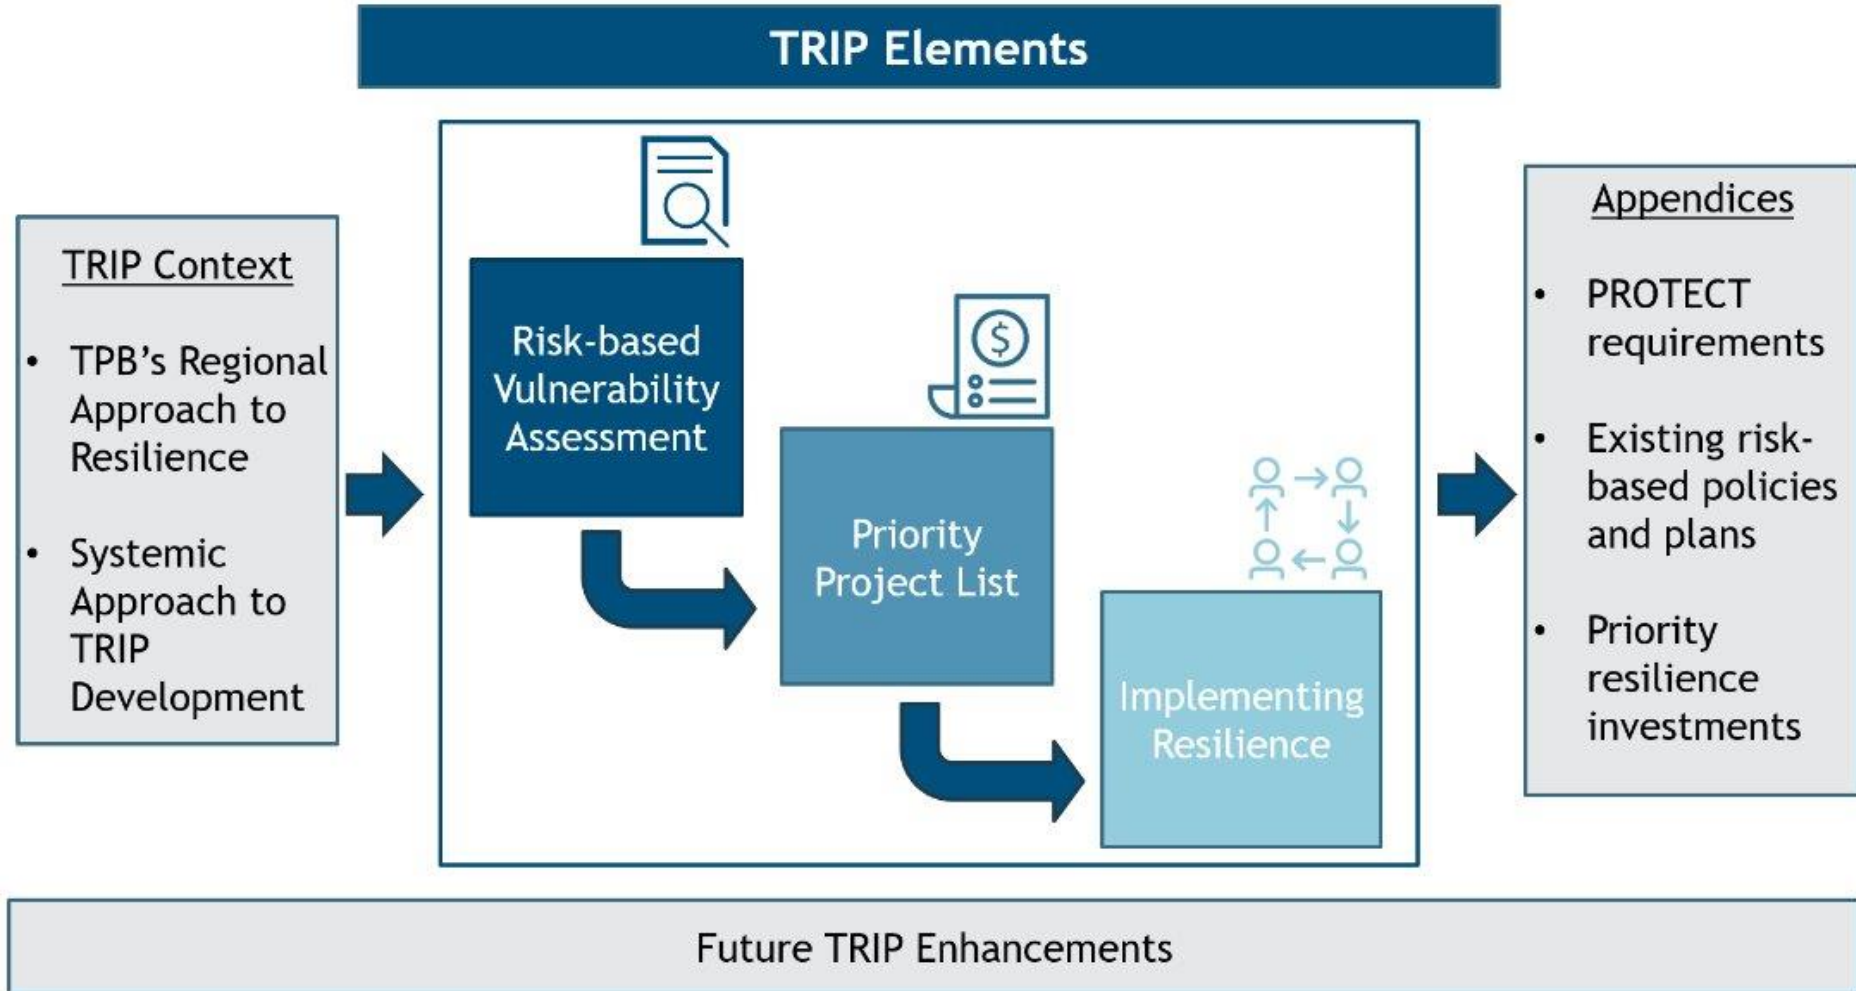 TRIP Elements
TRIP Context
• TPB’s Regional
Approach to
Resilience
• Systemic
Approach to
TRIP
Development
Risk-based
Vulnerability
Assessment
$
Priority
Project List
Implementing
Resilience
Appendices
• PROTECT
requirements
• Existing risk-
based policies
and plans
• Priority
resilience
investments
Future TRIP Enhancements